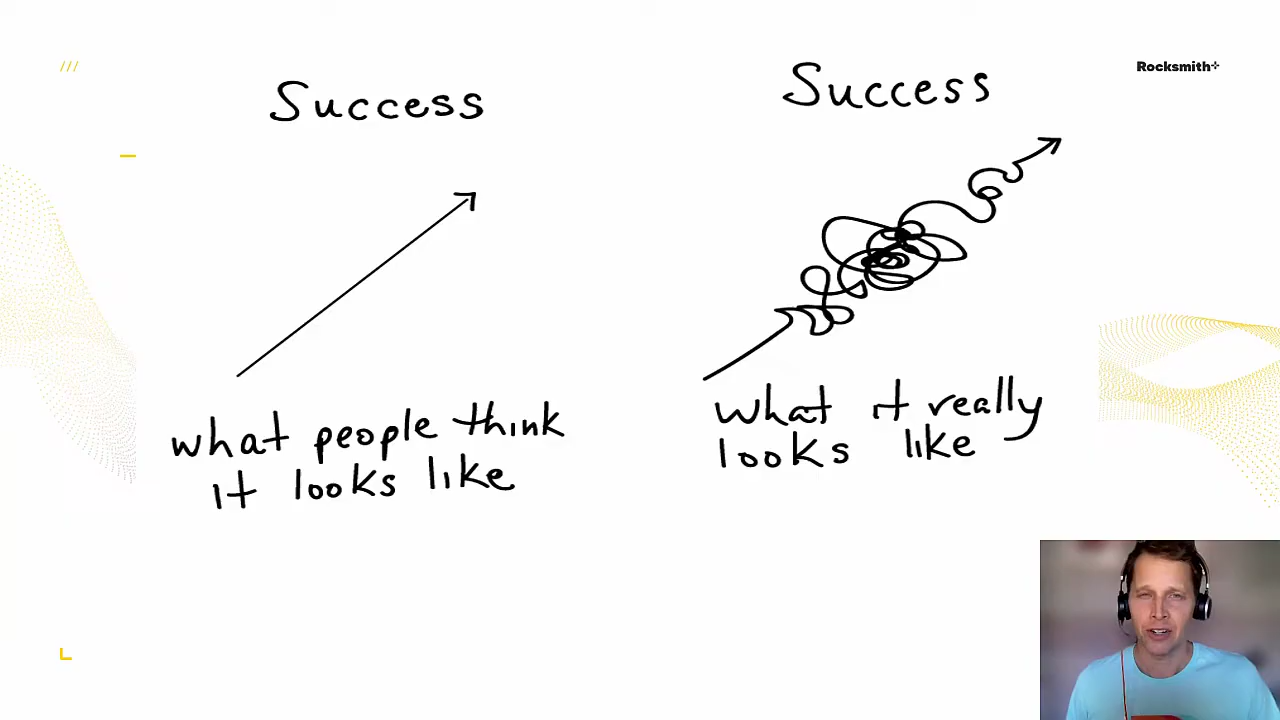 Rocksmith+
Success
what people think
it looks like
Success
what it really
looks like